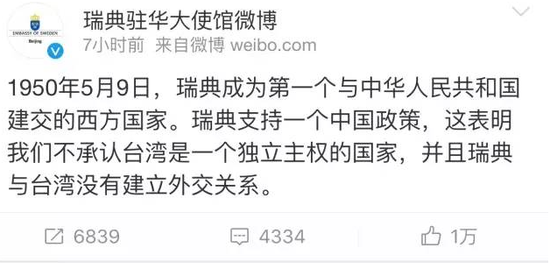 瑞典驻华大使馆微博
7小时前 来自微博 weibo.com
EMBASSY OF SWEDEN
Beijing
1950年5月9日，瑞典成为第一个与中华人民共和国
建交的西方国家。瑞典支持一个中国政策，这表明
我们不承认台湾是一个独立主权的国家，并且瑞典
与台湾没有建立外交关系。
6839
4334
1万